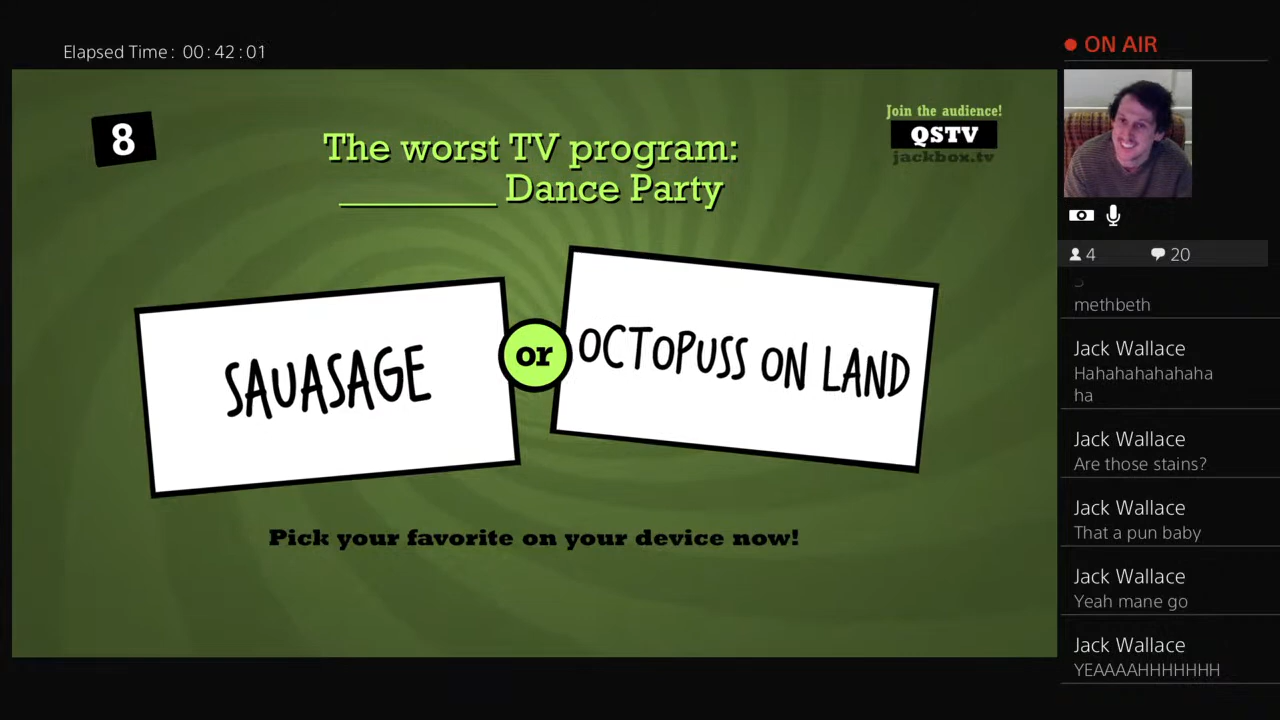 Elapsed Time: 00:42:01
ON AIR
8
The worst TV program:
_________ Dance Party
Join the audience!
QSTV
jackbox.tv
SAUASAGE
or
OCTOPUSS ON LAND
Pick your favorite on your device now!
4
20
methbeth
Jack Wallace
Hahahahahahaha
ha
Jack Wallace
Are those stains?
Jack Wallace
That a pun baby
Jack Wallace
Yeah mane go
Jack Wallace
YEAAAAHHHHHHH